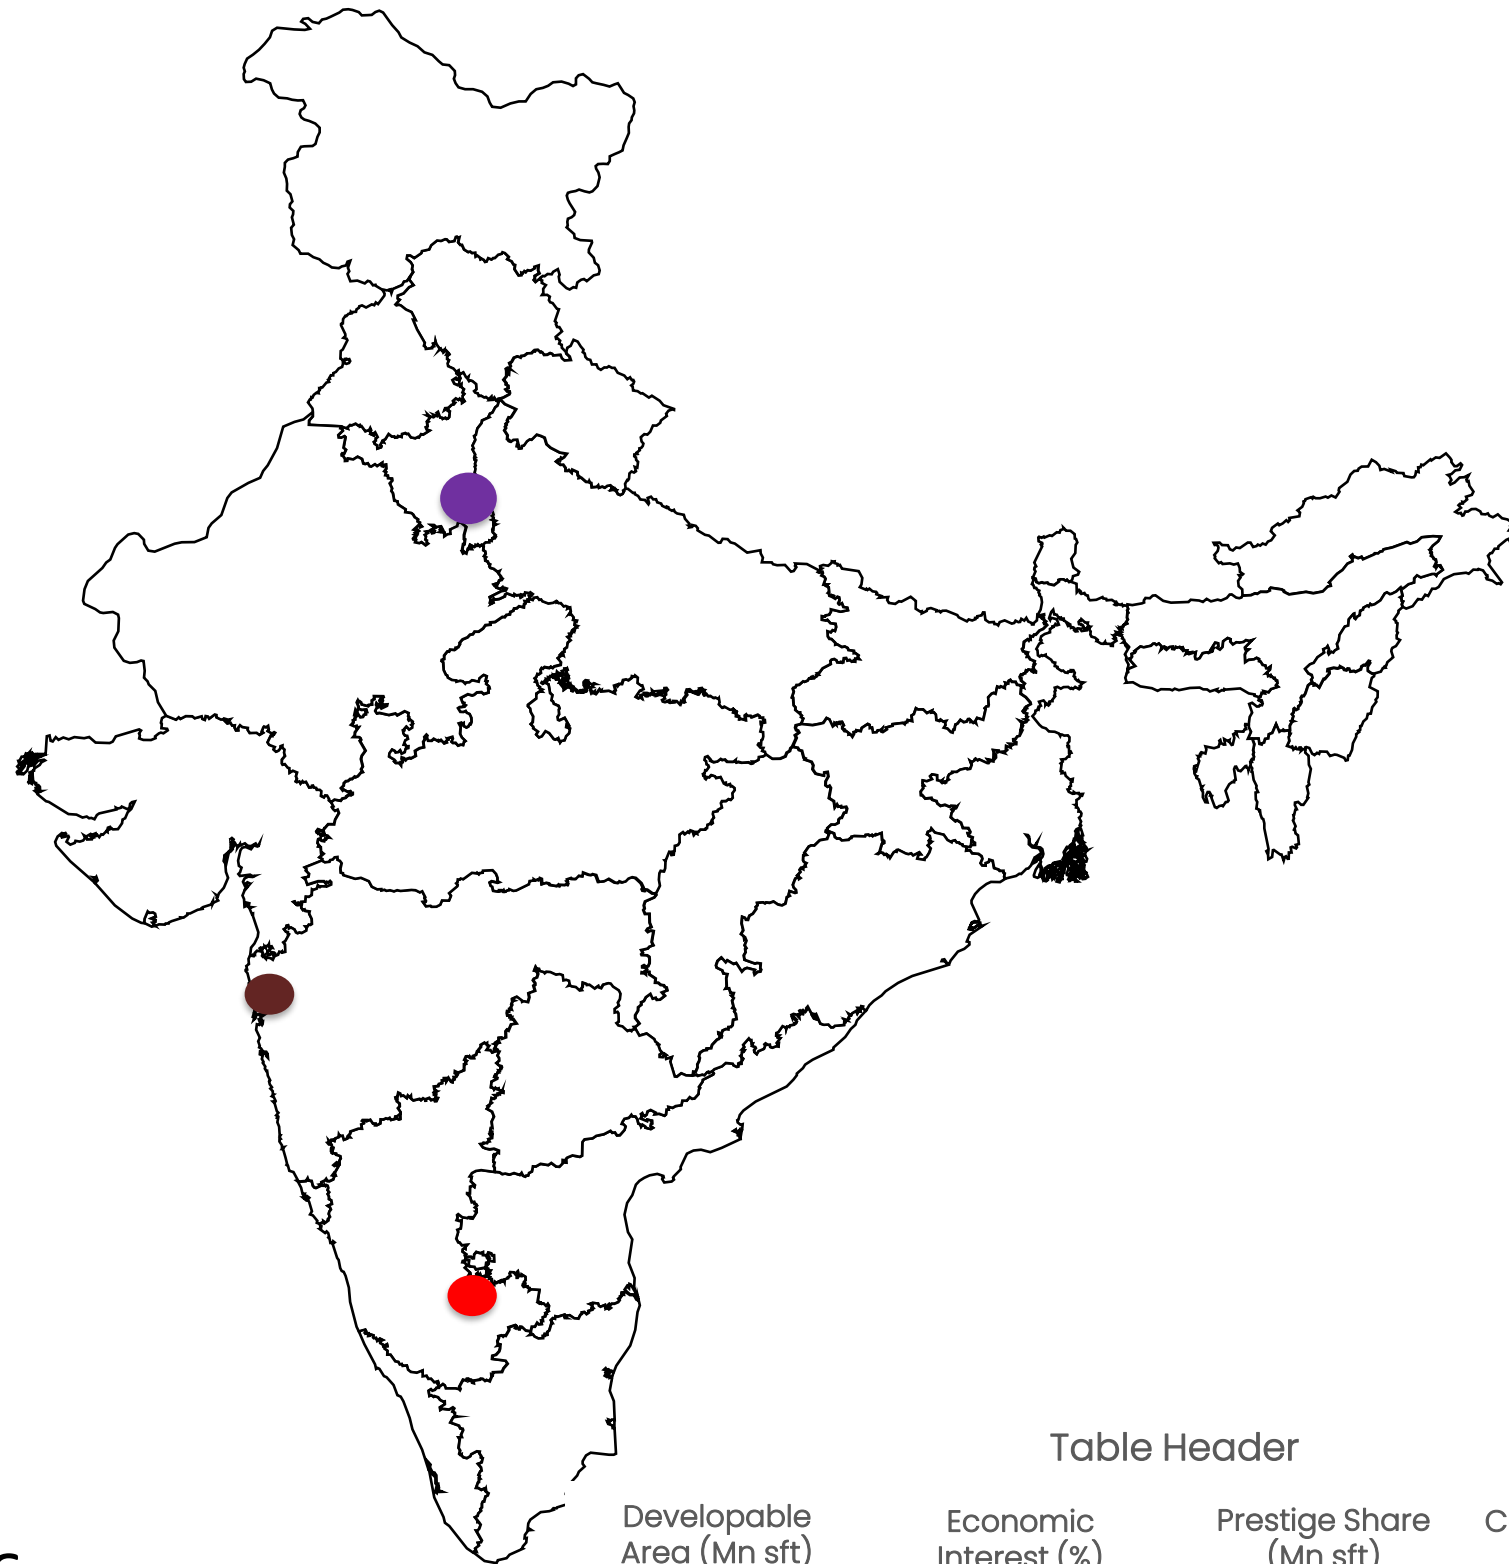 Table Header
Developable
Area (Mn sft)
Economic
Interest (%)
Prestige Share
(Mn sft)
C